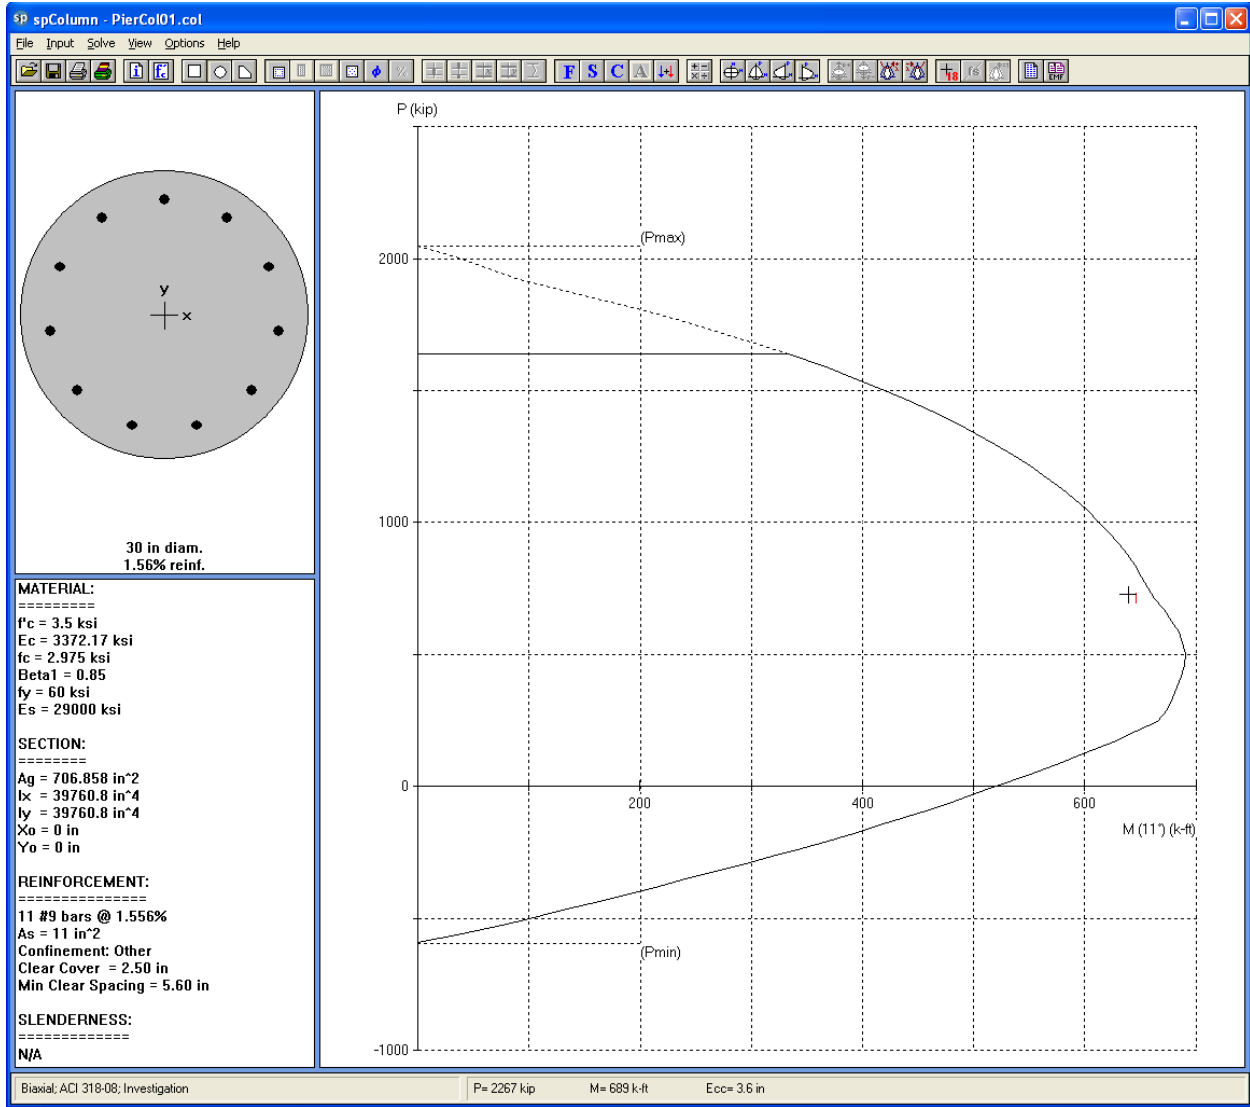 spColumn - PierCol01.col
File Input Solve View Options Help
P (kip)
(Pmax)
2000
1000
0
200
400
600
M (11°) (k-ft)
(Pmin)
-1000
1
y
x
30 in diam.
1.56% reinf.
MATERIAL:
=========
f'c = 3.5 ksi
Ec = 3372.17 ksi
fc = 2.975 ksi
Beta1 = 0.85
fy = 60 ksi
Es = 29000 ksi
SECTION:
========
Ag = 706.858 in^2
Ix = 39760.8 in^4
Iy = 39760.8 in^4
Xo = 0 in
Yo = 0 in
REINFORCEMENT:
===============
11 #9 bars @ 1.556%
As = 11 in^2
Confinement: Other
Clear Cover = 2.50 in
Min Clear Spacing = 5.60 in
SLENDERNESS:
=============
N/A
Biaxial; ACI 318-08; Investigation
P= 2267 kip M= 689 k-ft Ecc= 3.6 in